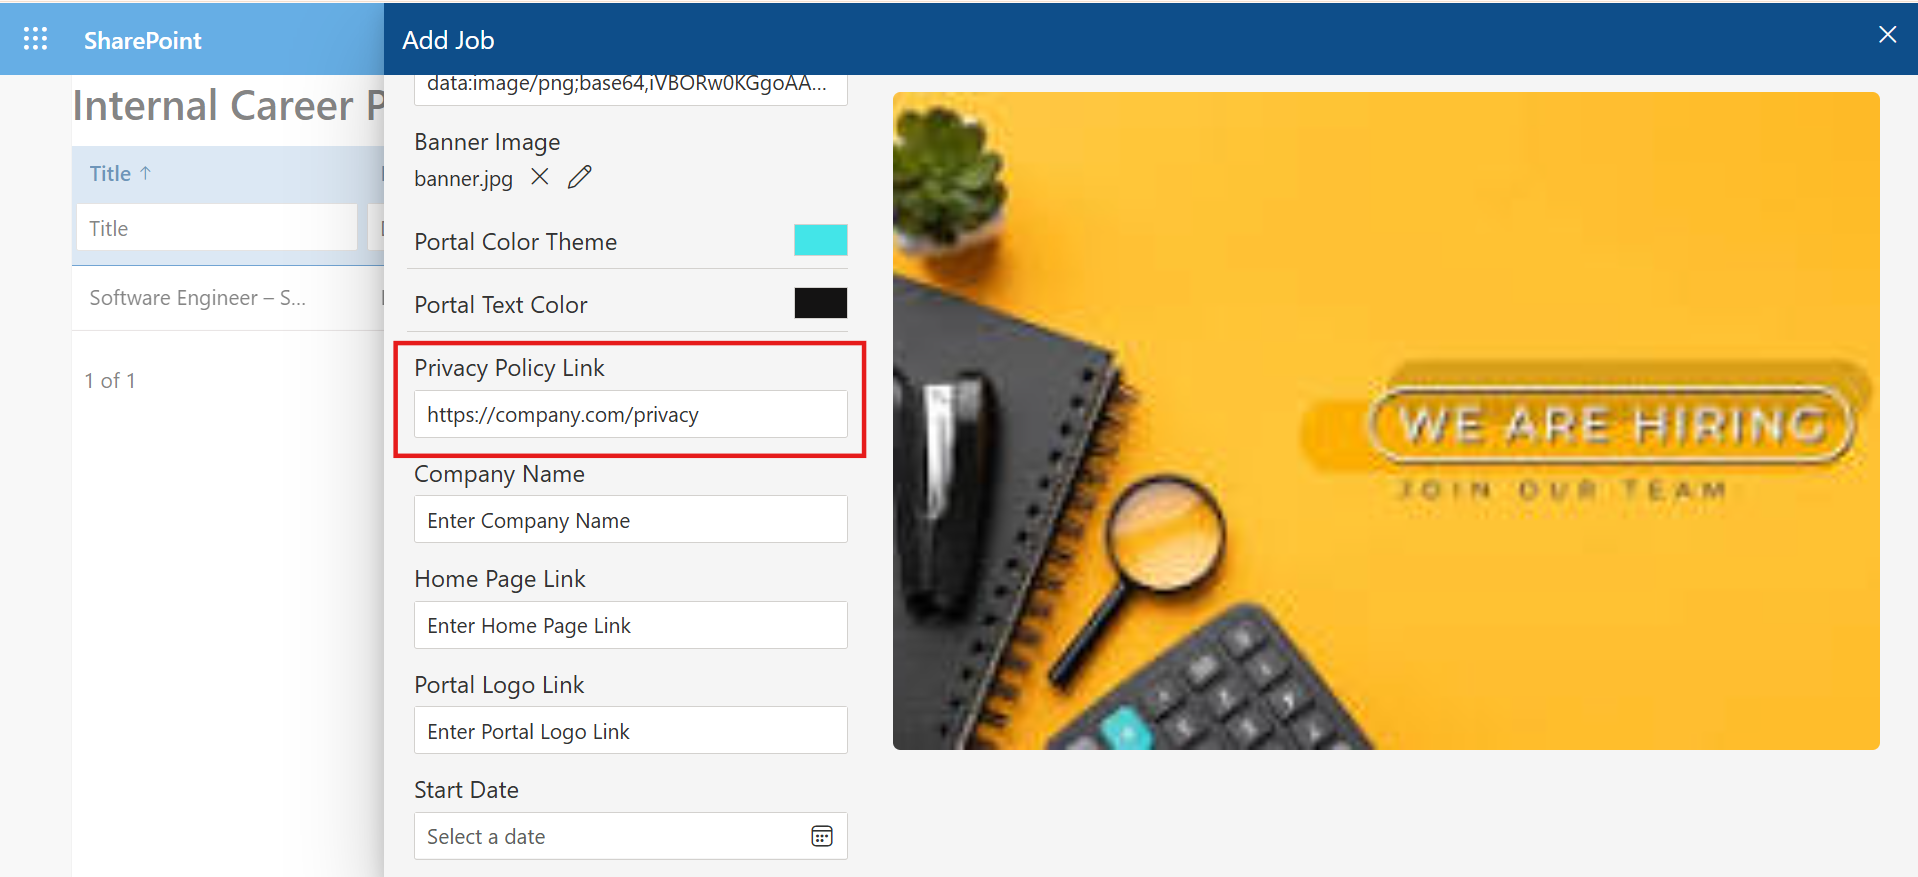 SharePoint
Add Job
Internal Career P
data:image/png;base64,iVBORw0KGgoAA...
Banner Image
banner.jpg
Title ↑
Title
Portal Color Theme
Software Engineer – S...
Portal Text Color
1 of 1
Privacy Policy Link
https://company.com/privacy
Company Name
Enter Company Name
Home Page Link
Enter Home Page Link
Portal Logo Link
Enter Portal Logo Link
Start Date
Select a date
WE ARE HIRING
JOIN OUR TEAM